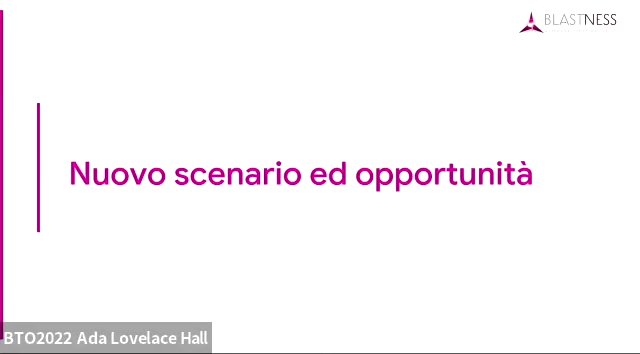 BLASTNESS
Nuovo scenario ed opportunità
BTO2022 Ada Lovelace Hall